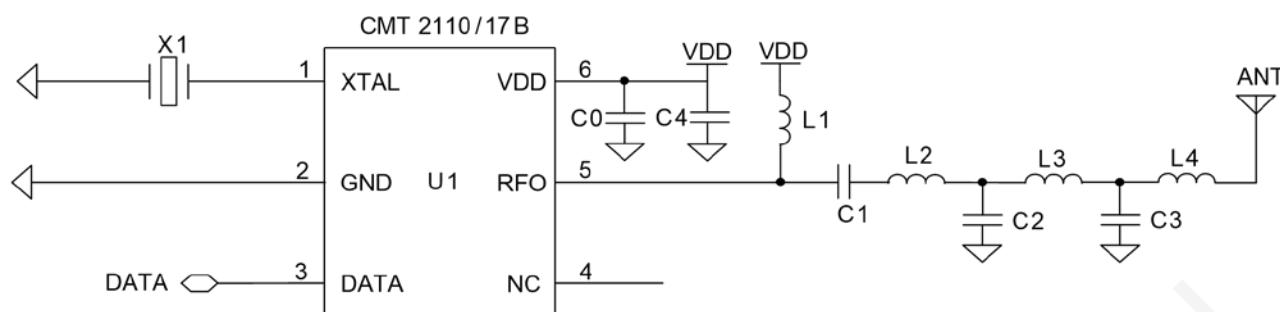 CMT 2110/17B
X1
VDD
VDD
ANT
1
XTAL
VDD
6
C0
C4
L1
2
GND
U1
RFO
5
L2
L3
L4
C1
C2
C3
DATA
3
DATA
NC
4